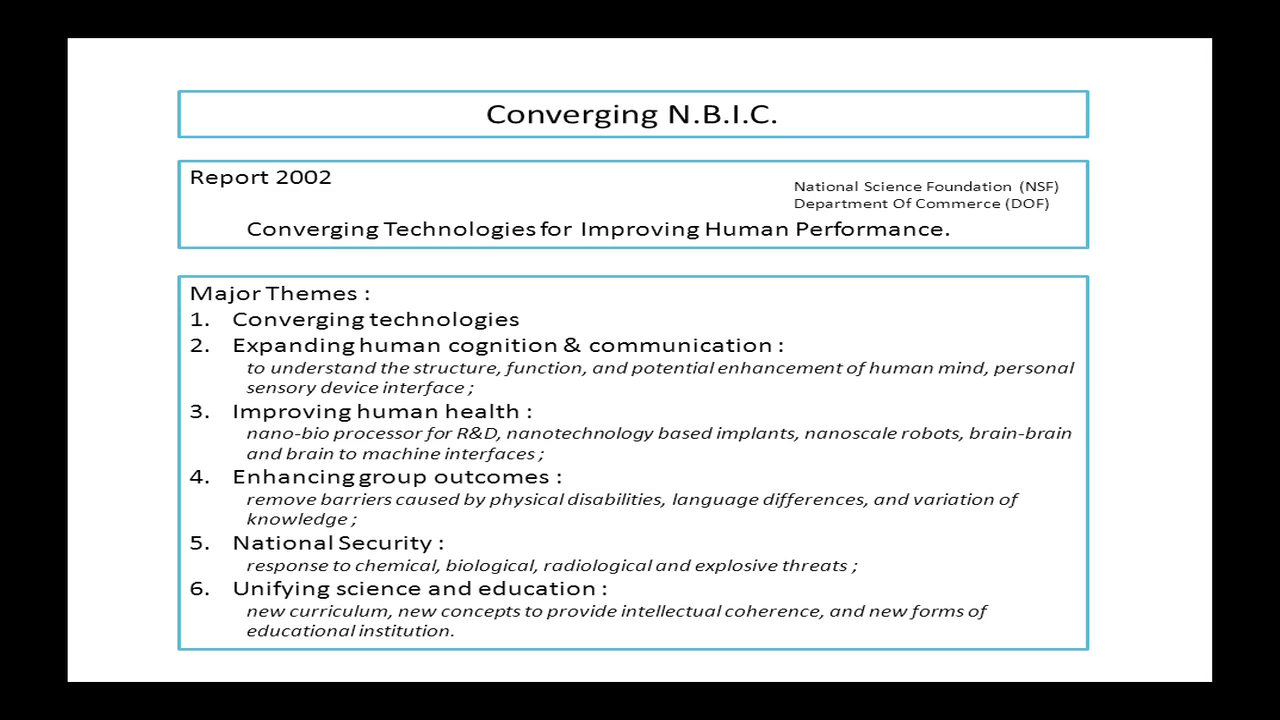 Converging N.B.I.C.
Report 2002
National Science Foundation (NSF)
Department Of Commerce (DOF)
Converging Technologies for Improving Human Performance.
Major Themes :
1. Converging technologies
2. Expanding human cognition & communication :
to understand the structure, function, and potential enhancement of human mind, personal
sensory device interface ;
3. Improving human health :
nano-bio processor for R&D, nanotechnology based implants, nanoscale robots, brain-brain
and brain to machine interfaces ;
4. Enhancing group outcomes :
remove barriers caused by physical disabilities, language differences, and variation of
knowledge ;
5. National Security :
response to chemical, biological, radiological and explosive threats ;
6. Unifying science and education :
new curriculum, new concepts to provide intellectual coherence, and new forms of
educational institution.